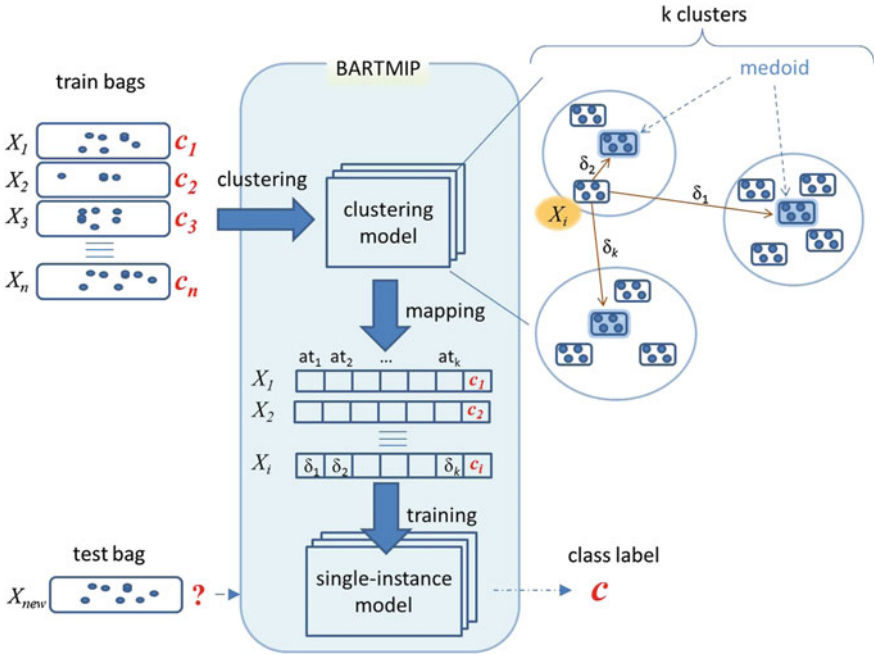 k clusters
BARTMIP
medoid
train bags
X1 c1
X2 c2
X3 c3
Xn cn
clustering
clustering
model
δ2
δ1
Xi
δk
mapping
at1 at2 ... atk
X1 c1
X2 c2
Xi δ1 δ2 δk ci
training
test bag
Xnew ?
single-instance
model
class label
c